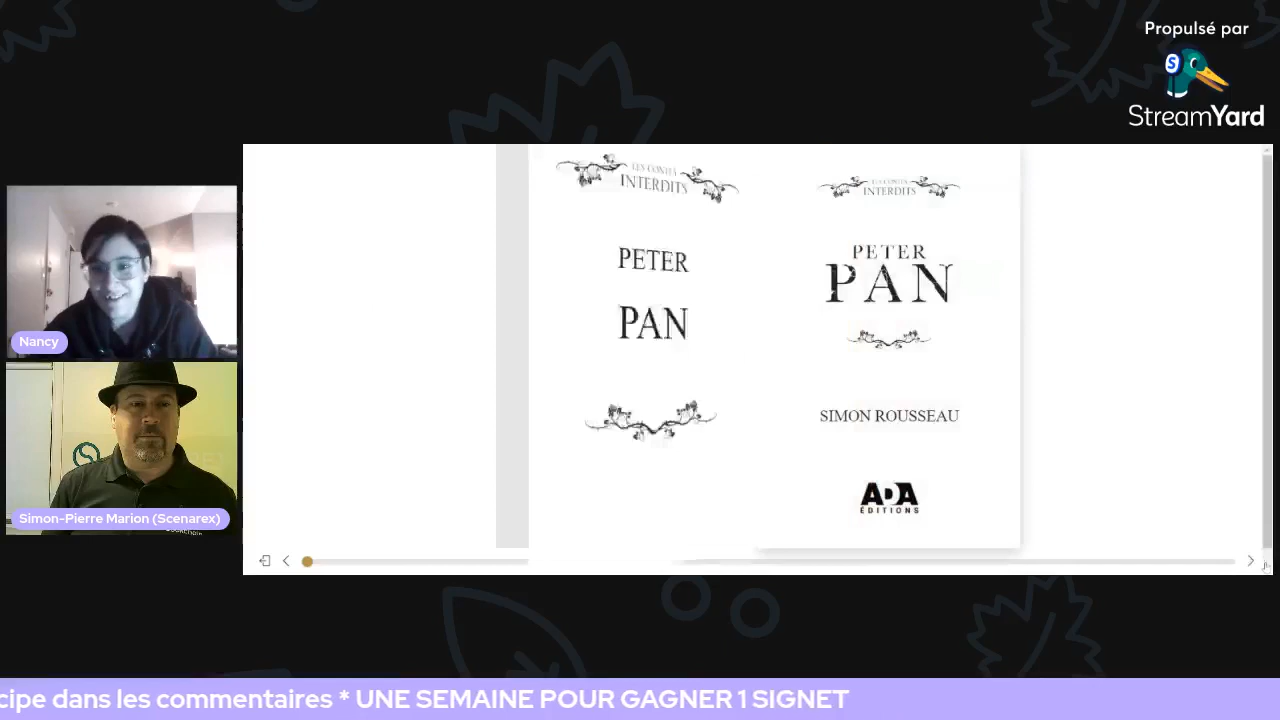 Propulsé par
StreamYard
LES CONTES
INTERDITS
PETER
PAN
LES CONTES
INTERDITS
PETER
PAN
SIMON ROUSSEAU
ADA
ÉDITIONS
Nancy
Simon-Pierre Marion (Scenarex)
cipe dans les commentaires * UNE SEMAINE POUR GAGNER 1 SIGNET